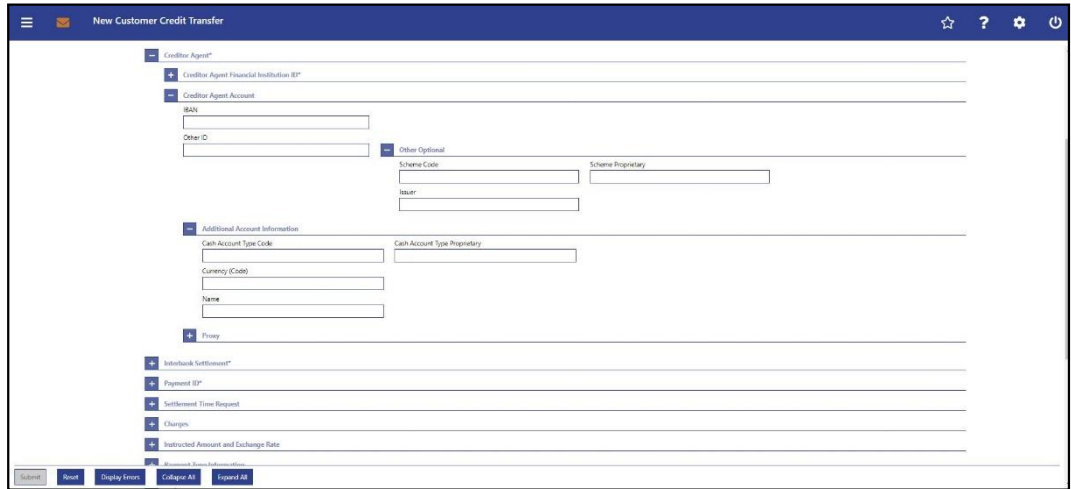 New Customer Credit Transfer
Creditor Agent*
Creditor Agent Financial Institution ID*
Creditor Agent Account
IBAN
Other ID
Other Optional
Scheme Code Scheme Proprietary
Issuer
Additional Account Information
Cash Account Type Code Cash Account Type Proprietary
Currency (Code)
Name
Proxy
Interbank Settlement*
Payment ID*
Settlement Time Request
Charges
Instructed Amount and Exchange Rate
Payment Type Information
Submit Reset Display Errors Collapse All Expand All